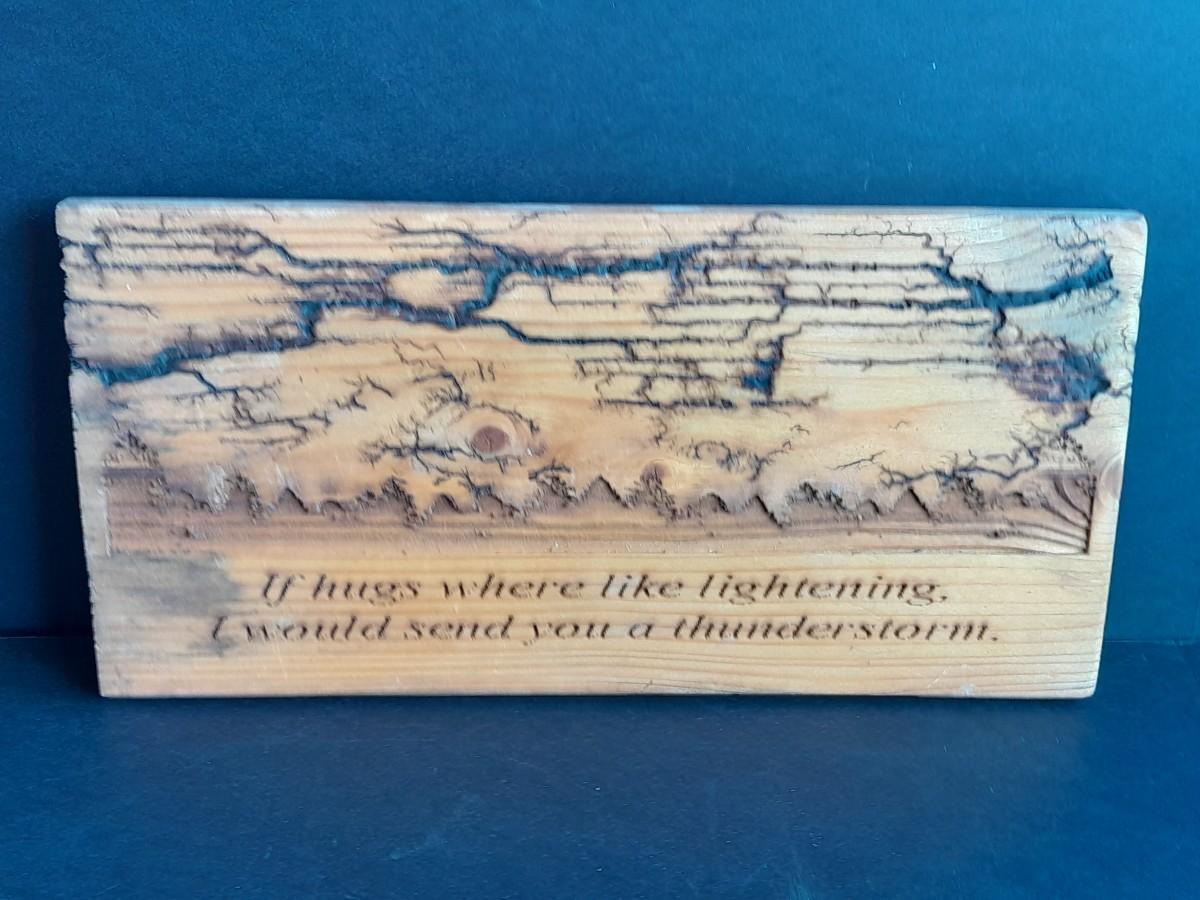 If hugs where like lightening,
I would send you a thunderstorm.